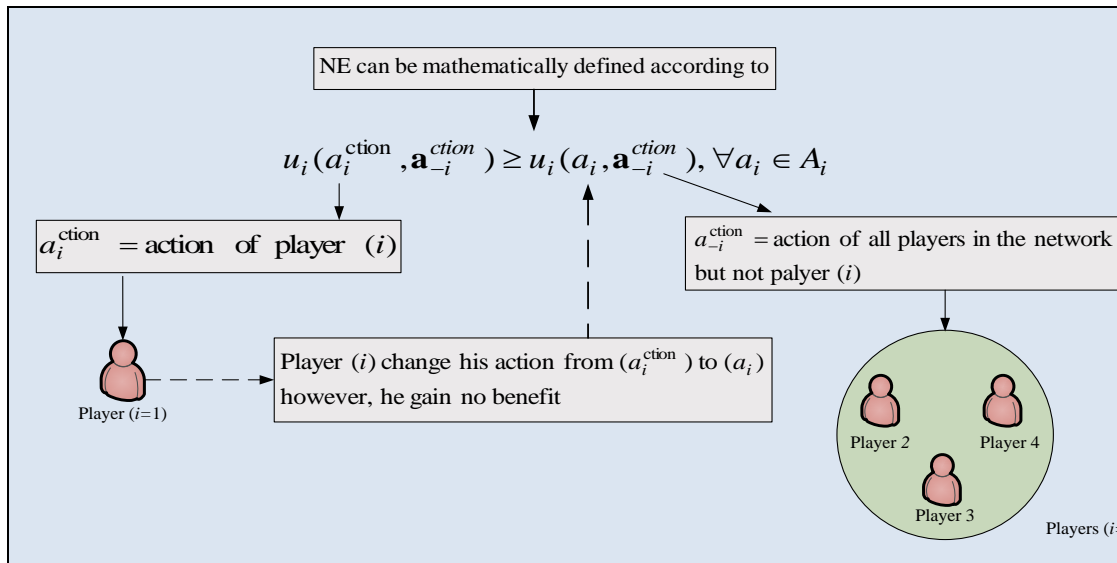 NE can be mathematically defined according to
u_i(a_i^{ction}, a_{-i}^{ction}) ≥ u_i(a_i, a_{-i}^{ction}), ∀a_i ∈ A_i
a_i^{ction} = action of player (i)
a_{-i}^{ction} = action of all players in the network
but not palyer (i)
Player (i) change his action from (a_i^{ction}) to (a_i)
however, he gain no benefit
Player (i=1)
Player 2
Player 4
Player 3
Players (i=